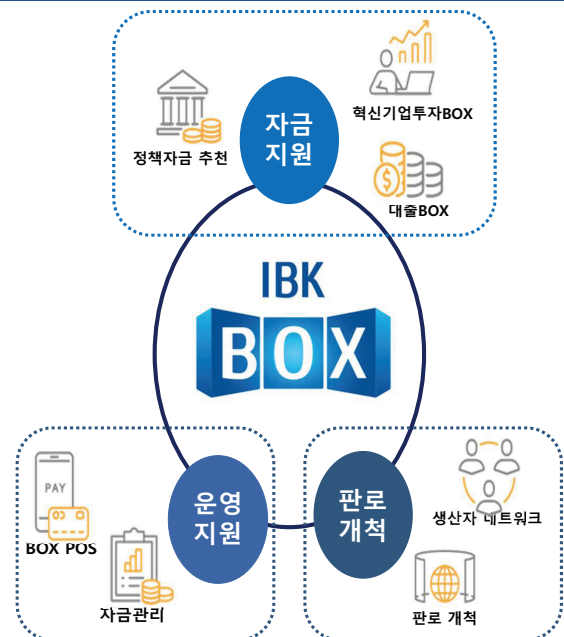 혁신기업투자BOX
자금
지원
정책자금 추천
대출BOX
IBK
BOX
PAY
BOX POS
운영
지원
자금관리
판로
개척
생산자 네트워크
판로 개척